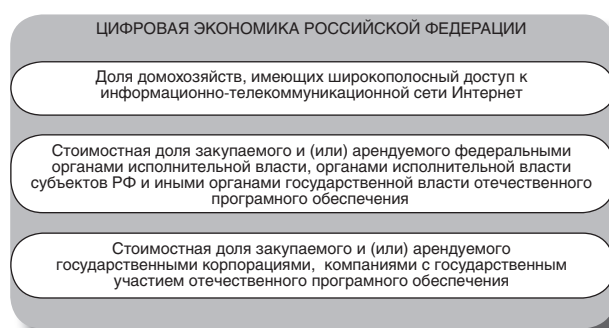 ЦИФРОВАЯ ЭКОНОМИКА РОССИЙСКОЙ ФЕДЕРАЦИИ
Доля домохозяйств, имеющих широкополосный доступ к
информационно-телекоммуникационной сети Интернет
Стоимостная доля закупаемого и (или) арендуемого федеральными
органами исполнительной власти, органами исполнительной власти
субъектов РФ и иными органами государственной власти отечественного
програмного обеспечения
Стоимостная доля закупаемого и (или) арендуемого
государственными корпорациями, компаниями с государственным
участием отечественного програмного обеспечения